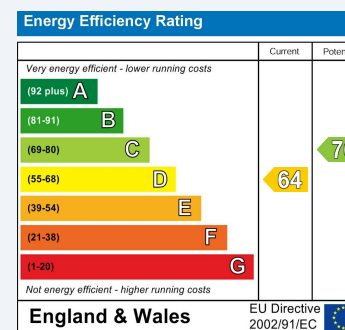 Energy Efficiency Rating
Current
Very energy efficient - lower running costs
(92 plus) A
(81-91) B
(69-80) C
(55-68) D
64
(39-54) E
(21-38) F
(1-20) G
Not energy efficient - higher running costs
England & Wales
EU Directive
2002/91/EC